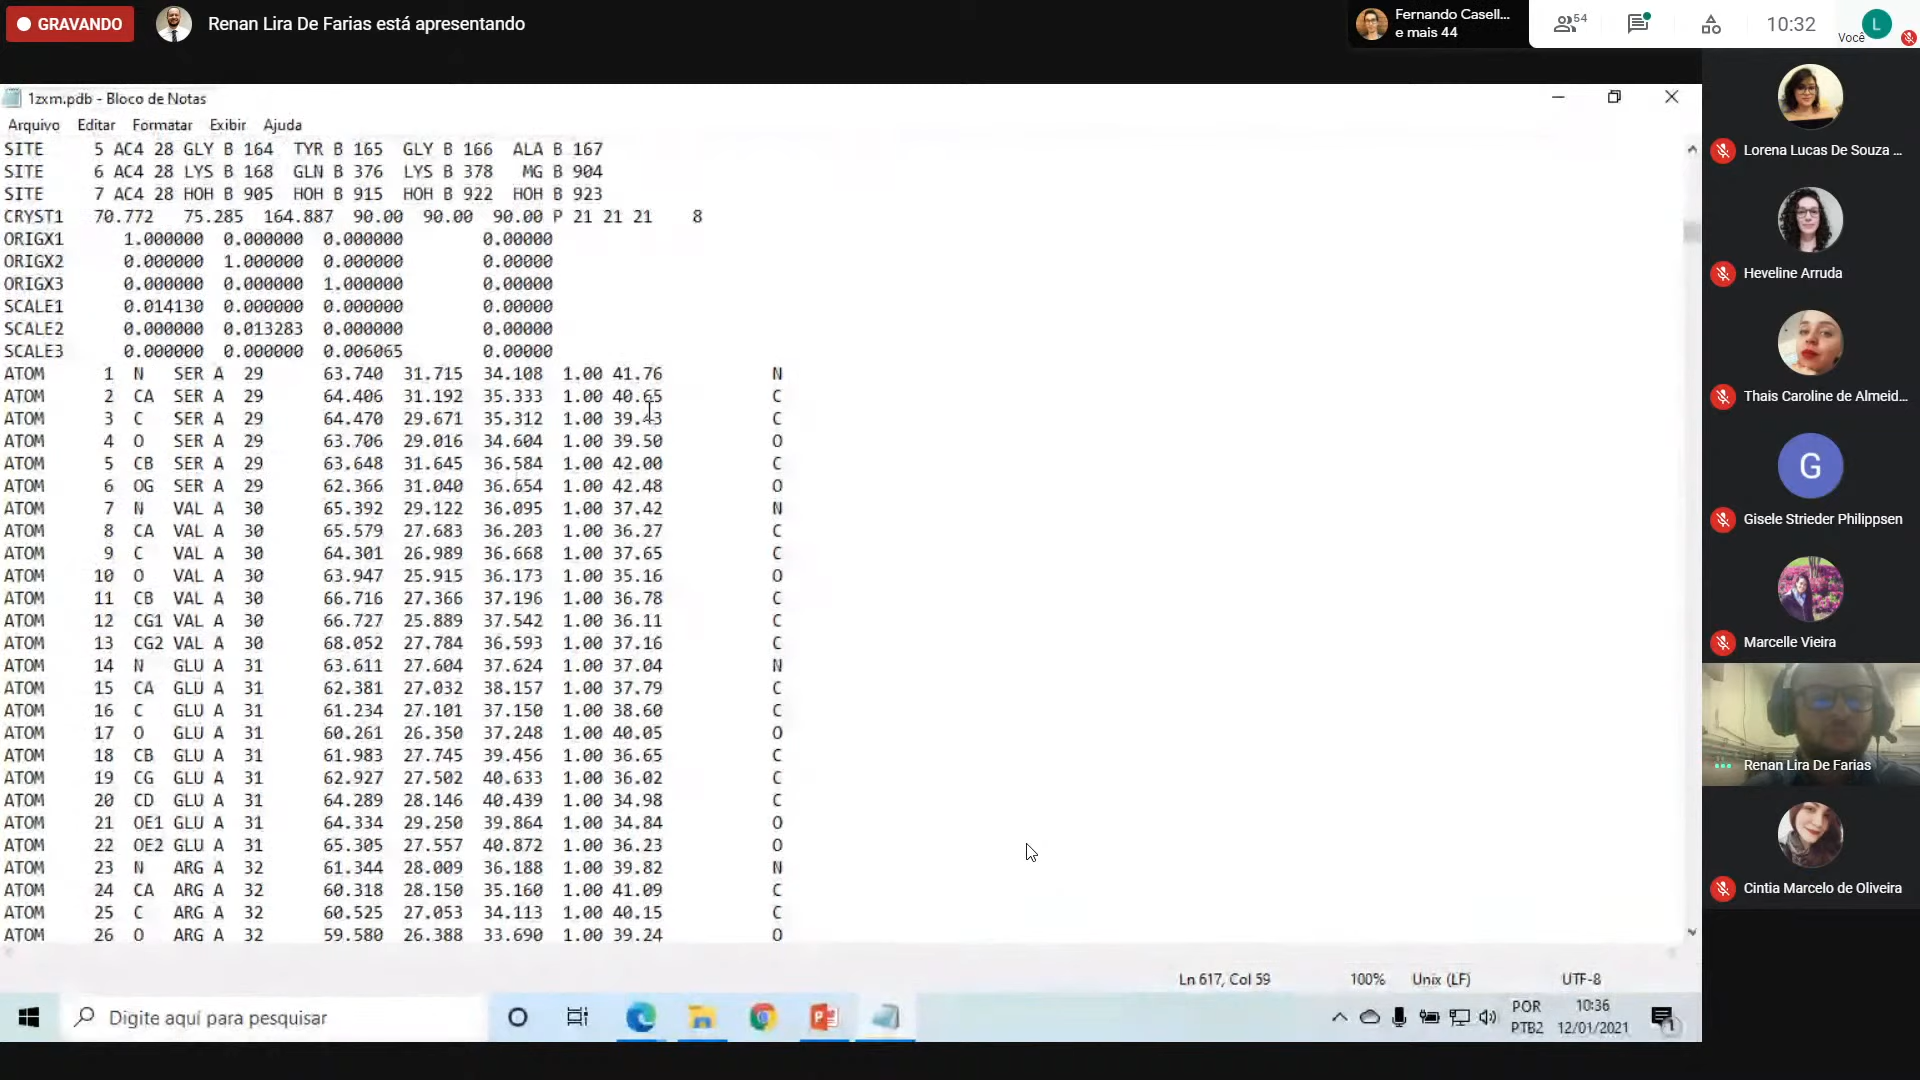 GRAVANDO
Renan Lira De Farias está apresentando
Fernando Casell...
e mais 44
54
10:32
Você
L
1zxm.pdb - Bloco de Notas
Arquivo Editar Formatar Exibir Ajuda
SITE 5 AC4 28 GLY B 164 TYR B 165 GLY B 166 ALA B 167
SITE 6 AC4 28 LYS B 168 GLN B 376 LYS B 378 MG B 904
SITE 7 AC4 28 HOH B 905 HOH B 915 HOH B 922 HOH B 923
CRYST1 70.772 75.285 164.887 90.00 90.00 90.00 P 21 21 21 8
ORIGX1 1.000000 0.000000 0.000000 0.00000
ORIGX2 0.000000 1.000000 0.000000 0.00000
ORIGX3 0.000000 0.000000 1.000000 0.00000
SCALE1 0.014130 0.000000 0.000000 0.00000
SCALE2 0.000000 0.013283 0.000000 0.00000
SCALE3 0.000000 0.000000 0.006065 0.00000
ATOM 1 N SER A 29 63.740 31.715 34.108 1.00 41.76 N
ATOM 2 CA SER A 29 64.406 31.192 35.333 1.00 40.65 C
ATOM 3 C SER A 29 64.470 29.671 35.312 1.00 39.43 C
ATOM 4 O SER A 29 63.706 29.016 34.604 1.00 39.50 O
ATOM 5 CB SER A 29 63.648 31.645 36.584 1.00 42.00 C
ATOM 6 OG SER A 29 62.366 31.040 36.654 1.00 42.48 O
ATOM 7 N VAL A 30 65.392 29.122 36.095 1.00 37.42 N
ATOM 8 CA VAL A 30 65.579 27.683 36.203 1.00 36.27 C
ATOM 9 C VAL A 30 64.301 26.989 36.668 1.00 37.65 C
ATOM 10 O VAL A 30 63.947 25.915 36.173 1.00 35.16 O
ATOM 11 CB VAL A 30 66.716 27.366 37.196 1.00 36.78 C
ATOM 12 CG1 VAL A 30 66.727 25.889 37.542 1.00 36.11 C
ATOM 13 CG2 VAL A 30 68.052 27.784 36.593 1.00 37.16 C
ATOM 14 N GLU A 31 63.611 27.604 37.624 1.00 37.04 N
ATOM 15 CA GLU A 31 62.381 27.032 38.157 1.00 37.79 C
ATOM 16 C GLU A 31 61.234 27.101 37.150 1.00 38.60 C
ATOM 17 O GLU A 31 60.261 26.350 37.248 1.00 40.05 O
ATOM 18 CB GLU A 31 61.983 27.745 39.456 1.00 36.65 C
ATOM 19 CG GLU A 31 62.927 27.502 40.633 1.00 36.02 C
ATOM 20 CD GLU A 31 64.289 28.146 40.439 1.00 34.98 C
ATOM 21 OE1 GLU A 31 64.334 29.250 39.864 1.00 34.84 O
ATOM 22 OE2 GLU A 31 65.305 27.557 40.872 1.00 36.23 O
ATOM 23 N ARG A 32 61.344 28.009 36.188 1.00 39.82 N
ATOM 24 CA ARG A 32 60.318 28.150 35.160 1.00 41.09 C
ATOM 25 C ARG A 32 60.525 27.053 34.113 1.00 40.15 C
ATOM 26 O ARG A 32 59.580 26.388 33.690 1.00 39.24 O
Ln 617, Col 59 100% Unix (LF) UTF-8
Digite aquí para pesquisar
POR
PTB2
10:36
12/01/2021
1
Lorena Lucas De Souza ...
Heveline Arruda
Thais Caroline de Almeid...
G
Gisele Strieder Philippsen
Marcelle Vieira
Renan Lira De Farias
Cintia Marcelo de Oliveira